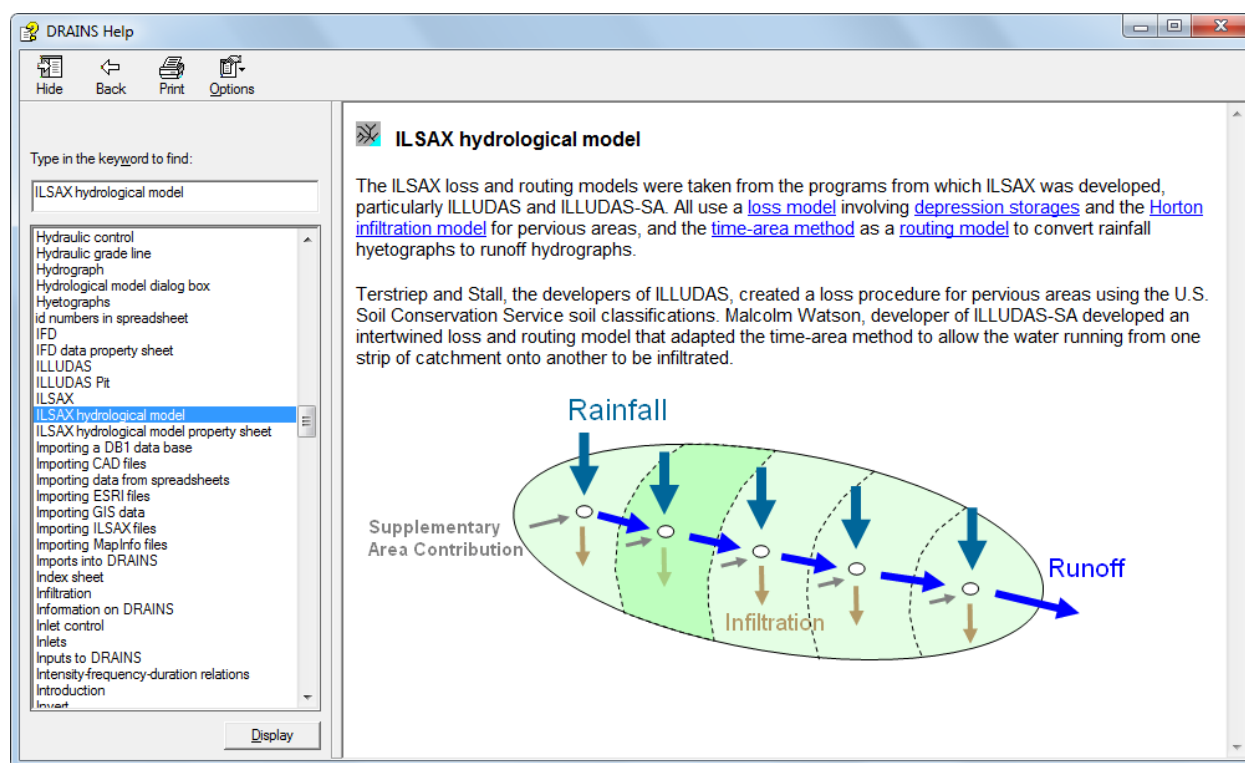 DRAINS Help
Hide Back Print Options
Type in the keyword to find:
ILSAX hydrological model
Hydraulic control
Hydraulic grade line
Hydrograph
Hydrological model dialog box
Hyetographs
id numbers in spreadsheet
IFD
IFD data property sheet
ILLUDAS
ILLUDAS Pit
ILSAX
ILSAX hydrological model
ILSAX hydrological model property sheet
Importing a DB1 data base
Importing CAD files
Importing data from spreadsheets
Importing ESRI files
Importing GIS data
Importing ILSAX files
Importing MapInfo files
Imports into DRAINS
Index sheet
Infiltration
Information on DRAINS
Inlet control
Inlets
Inputs to DRAINS
Intensity-frequency-duration relations
Introduction
Invert
Display
ILSAX hydrological model
The ILSAX loss and routing models were taken from the programs from which ILSAX was developed,
particularly ILLUDAS and ILLUDAS-SA. All use a loss model involving depression storages and the Horton
infiltration model for pervious areas, and the time-area method as a routing model to convert rainfall
hyetographs to runoff hydrographs.
Terstriep and Stall, the developers of ILLUDAS, created a loss procedure for pervious areas using the U.S.
Soil Conservation Service soil classifications. Malcolm Watson, developer of ILLUDAS-SA developed an
intertwined loss and routing model that adapted the time-area method to allow the water running from one
strip of catchment onto another to be infiltrated.
Rainfall
Supplementary
Area Contribution
Runoff
Infiltration